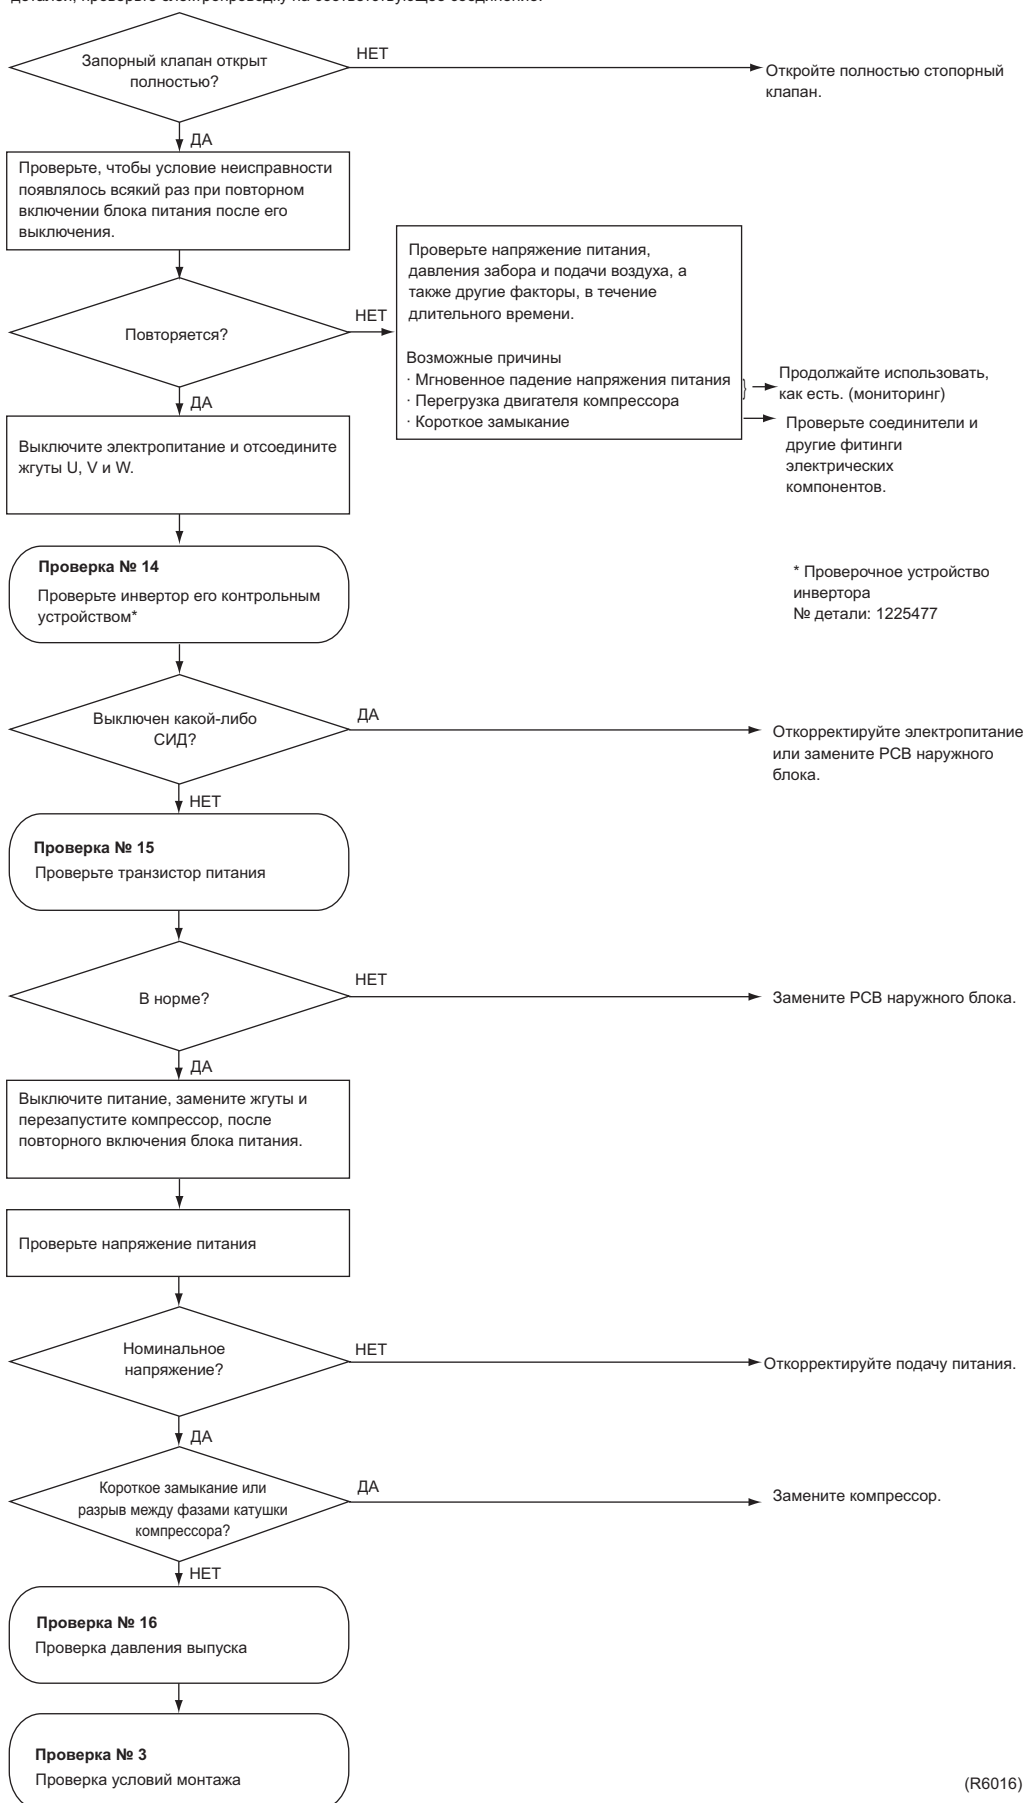 Запорный клапан открыт
полностью?
НЕТ
Откройте полностью стопорный
клапан.
ДА
Проверьте, чтобы условие неисправности
появлялось всякий раз при повторном
включении блока питания после его
выключения.
Повторяется?
НЕТ
Проверьте напряжение питания,
давления забора и подачи воздуха, а
также другие факторы, в течение
длительного времени.
Возможные причины
· Мгновенное падение напряжения питания
· Перегрузка двигателя компрессора
· Короткое замыкание
Продолжайте использовать,
как есть. (мониторинг)
Проверьте соединители и
другие фитинги
электрических
компонентов.
ДА
Выключите электропитание и отсоедините
жгуты U, V и W.
Проверка № 14
Проверьте инвертор его контрольным
устройством*
* Проверочное устройство
инвертора
№ детали: 1225477
Выключен какой-либо
СИД?
ДА
Откорректируйте электропитание
или замените PCB наружного
блока.
НЕТ
Проверка № 15
Проверьте транзистор питания
В норме?
НЕТ
Замените PCB наружного блока.
ДА
Выключите питание, замените жгуты и
перезапустите компрессор, после
повторного включения блока питания.
Проверьте напряжение питания
Номинальное
напряжение?
НЕТ
Откорректируйте подачу питания.
ДА
Короткое замыкание или
разрыв между фазами катушки
компрессора?
ДА
Замените компрессор.
НЕТ
Проверка № 16
Проверка давления выпуска
Проверка № 3
Проверка условий монтажа
(R6016)